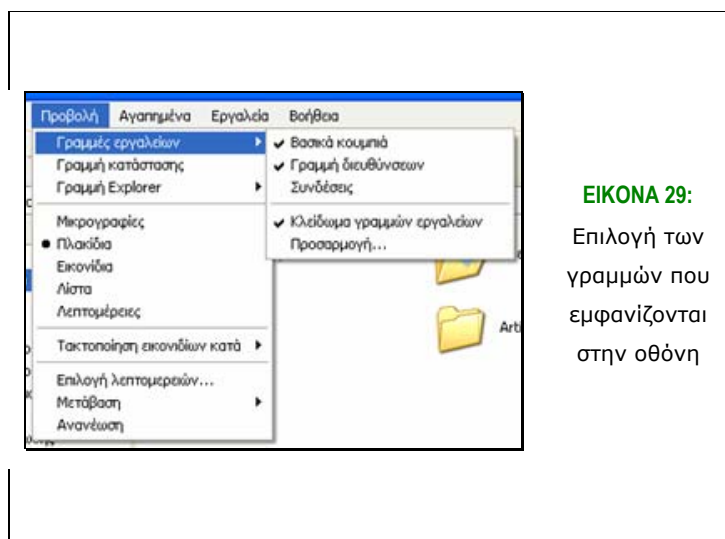 Προβολή Αγαπημένα Εργαλεία Βοήθεια
Γραμμές εργαλείων
Γραμμή κατάστασης
Γραμμή Explorer
Μικρογραφίες
Πλακίδια
Εικονίδια
Λίστα
Λεπτομέρειες
Τακτοποίηση εικονιδίων κατά
Επιλογή λεπτομερειών...
Μετάβαση
Ανανέωση
Βασικά κουμπιά
Γραμμή διευθύνσεων
Συνδέσεις
Κλείδωμα γραμμών εργαλείων
Προσαρμογή...
Arti
ΕΙΚΟΝΑ 29:
Επιλογή των
γραμμών που
εμφανίζονται
στην οθόνη